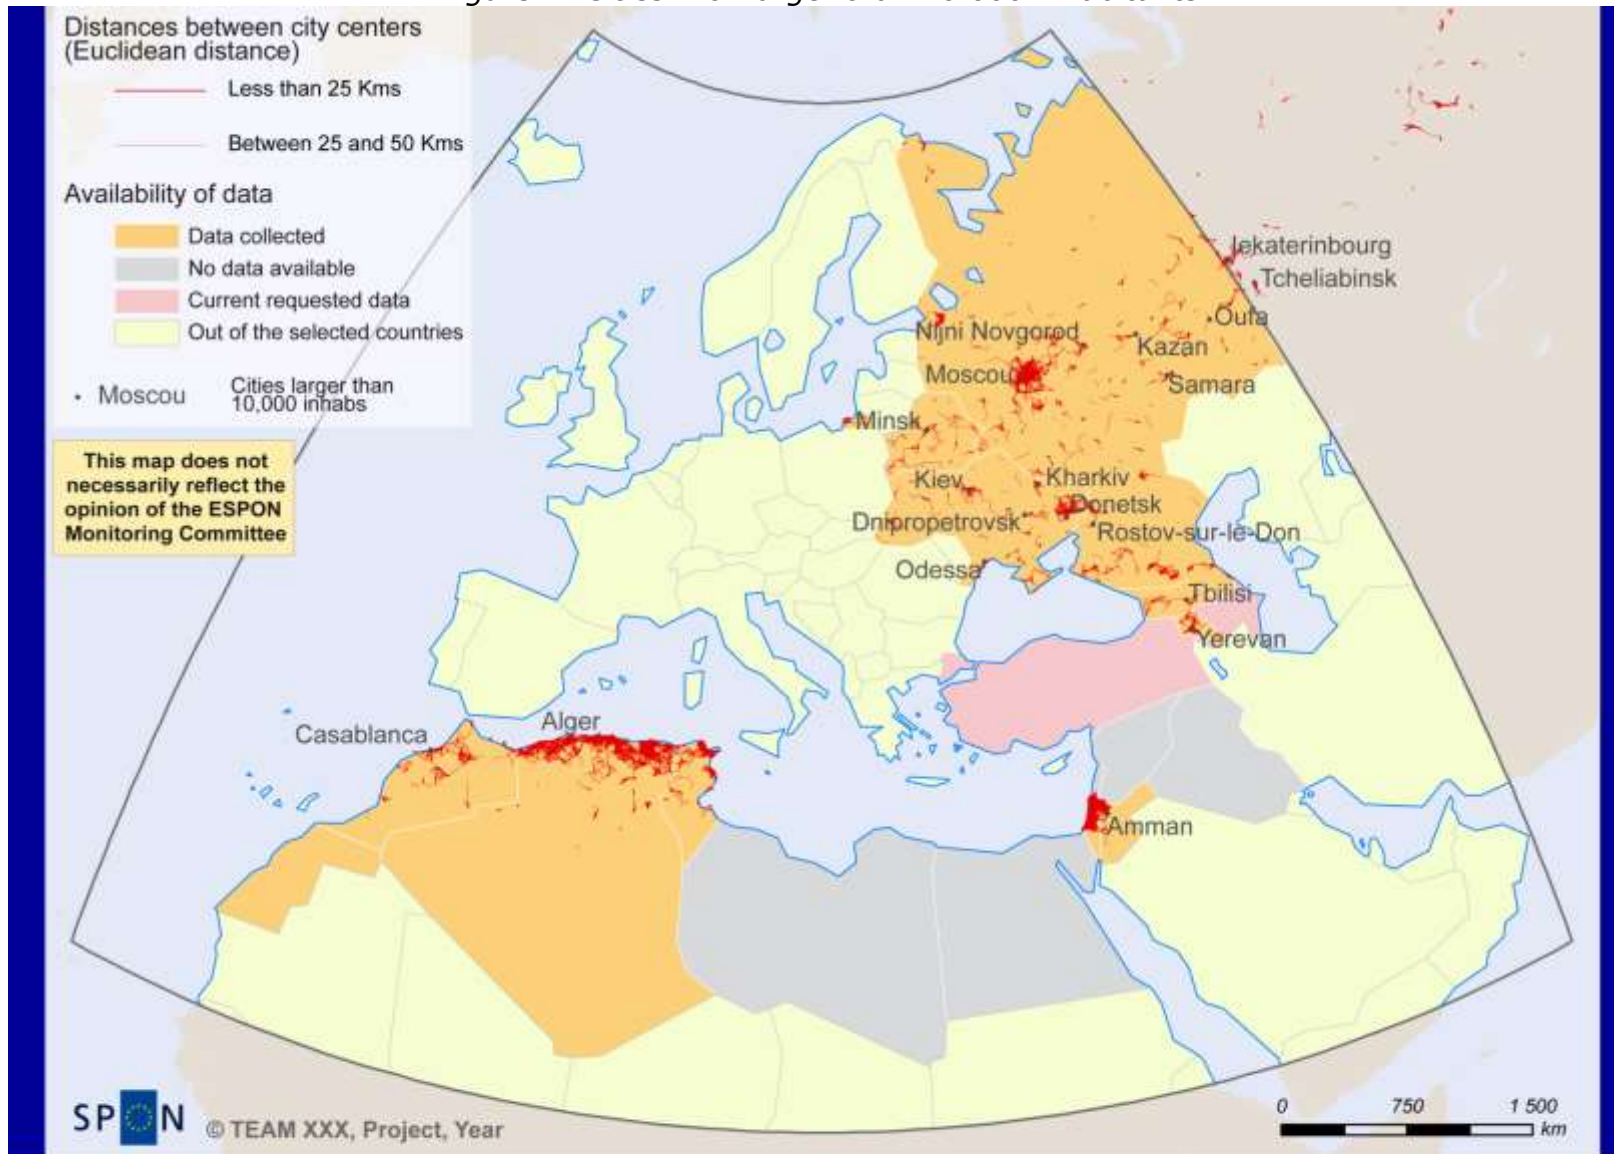 Distances between city centers
(Euclidean distance)
Less than 25 Kms
Between 25 and 50 Kms
Availability of data
Data collected
No data available
Current requested data
Out of the selected countries
Moscou
Cities larger than
10,000 inhabs
This map does not
necessarily reflect the
opinion of the ESPON
Monitoring Committee
Iekaterinbourg
Tcheliabinsk
Oufa
Nijni Novgorod
Kazan
Moscou
Samara
Minsk
Kiev
Kharkiv
Donetsk
Dnipropetrovsk
Rostov-sur-le-Don
Odessa
Tbilisi
Yerevan
Casablanca
Alger
Amman
SP N
© TEAM XXX, Project, Year
0 750 1 500
km